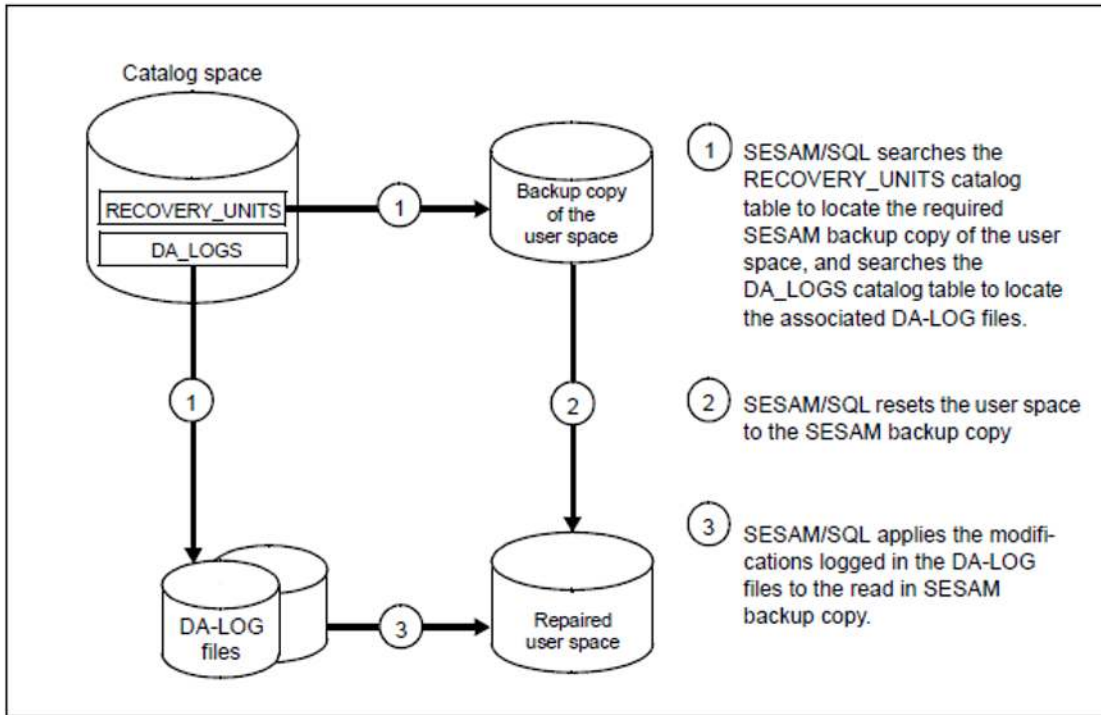 Catalog space
RECOVERY_UNITS
DA_LOGS
1
Backup copy
of the
user space
1
2
DA-LOG
files
3
Repaired
user space
1
SESAM/SQL searches the
RECOVERY_UNITS catalog
table to locate the required
SESAM backup copy of the user
space, and searches the
DA_LOGS catalog table to locate
the associated DA-LOG files.
2
SESAM/SQL resets the user space
to the SESAM backup copy
3
SESAM/SQL applies the modifi-
cations logged in the DA-LOG
files to the read in SESAM
backup copy.